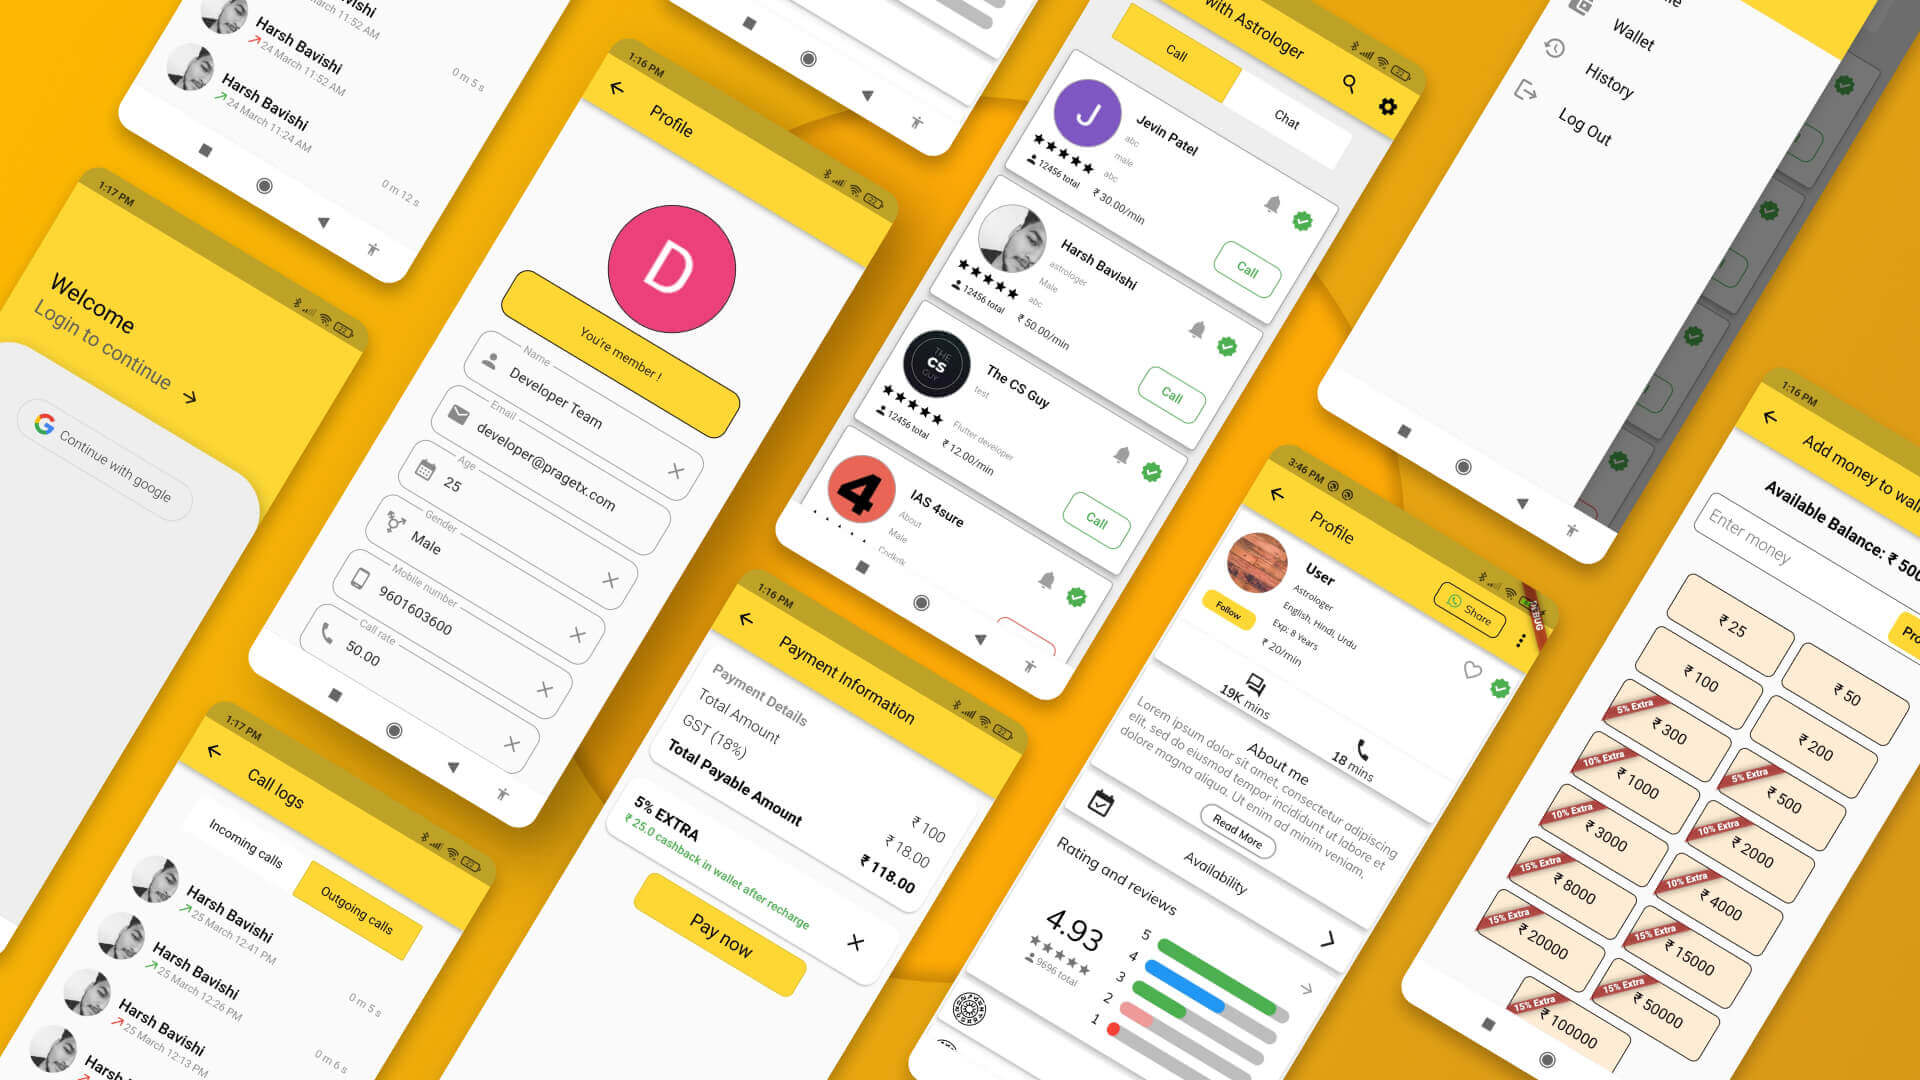 avishi
24 March 11:52 AM
Harsh Bavishi
24 March 11:52 AM
0 m 5 s
Harsh Bavishi
24 March 11:24 AM
0 m 12 s
1:17 PM
Welcome
Login to continue
Continue with google
1:17 PM
Call logs
Incoming calls
Outgoing calls
Harsh Bavishi
25 March 12:41 PM
0 m 5 s
Harsh Bavishi
25 March 12:26 PM
0 m 6 s
Harsh Bavishi
25 March 12:13 PM
Harsh Bavishi
1:16 PM
22
Profile
D
You're member !
Name
Developer Team
Email
developer@pragetx.com
Age
25
Gender
Male
Mobile number
9601603600
Call rate
50.00
1:16 PM
22
Payment Information
Payment Details
Total Amount
₹ 100
GST (18%)
₹ 18.00
Total Payable Amount
₹ 118.00
5% EXTRA
₹ 25.0 cashback in wallet after recharge
Pay now
with Astrologer
22
Call
Chat
J
Jevin Patel
abc
male
abc
12456 total
₹ 30.00/min
Call
Harsh Bavishi
astrologer
Male
abc
12456 total
₹ 50.00/min
Call
THE
CS
GUY
The CS Guy
test
Flutter developer
12456 total
₹ 12.00/min
Call
4
IAS 4sure
About
Male
3:46 PM
Profile
Share
User
Astrologer
English, Hindi, Urdu
Exp. 8 Years
₹ 20/min
Follow
19K mins
18 mins
About me
Lorem ipsum dolor sit amet, consectetur adipiscing
elit, sed do eiusmod tempor incididunt ut labore et
dolore magna aliqua. Ut enim ad minim veniam,
Read More
Availability
Rating and reviews
4.93
9696 total
5
4
3
2
1
Wallet
History
Log Out
1:16 PM
Add money to wall
Available Balance: ₹ 500
Enter money
Pro
₹ 25
₹ 50
₹ 100
₹ 200
5% Extra
₹ 300
5% Extra
₹ 500
10% Extra
₹ 1000
10% Extra
₹ 2000
10% Extra
₹ 3000
10% Extra
₹ 4000
15% Extra
₹ 8000
15% Extra
₹ 15000
15% Extra
₹ 20000
15% Extra
₹ 50000
15% Extra
₹ 100000